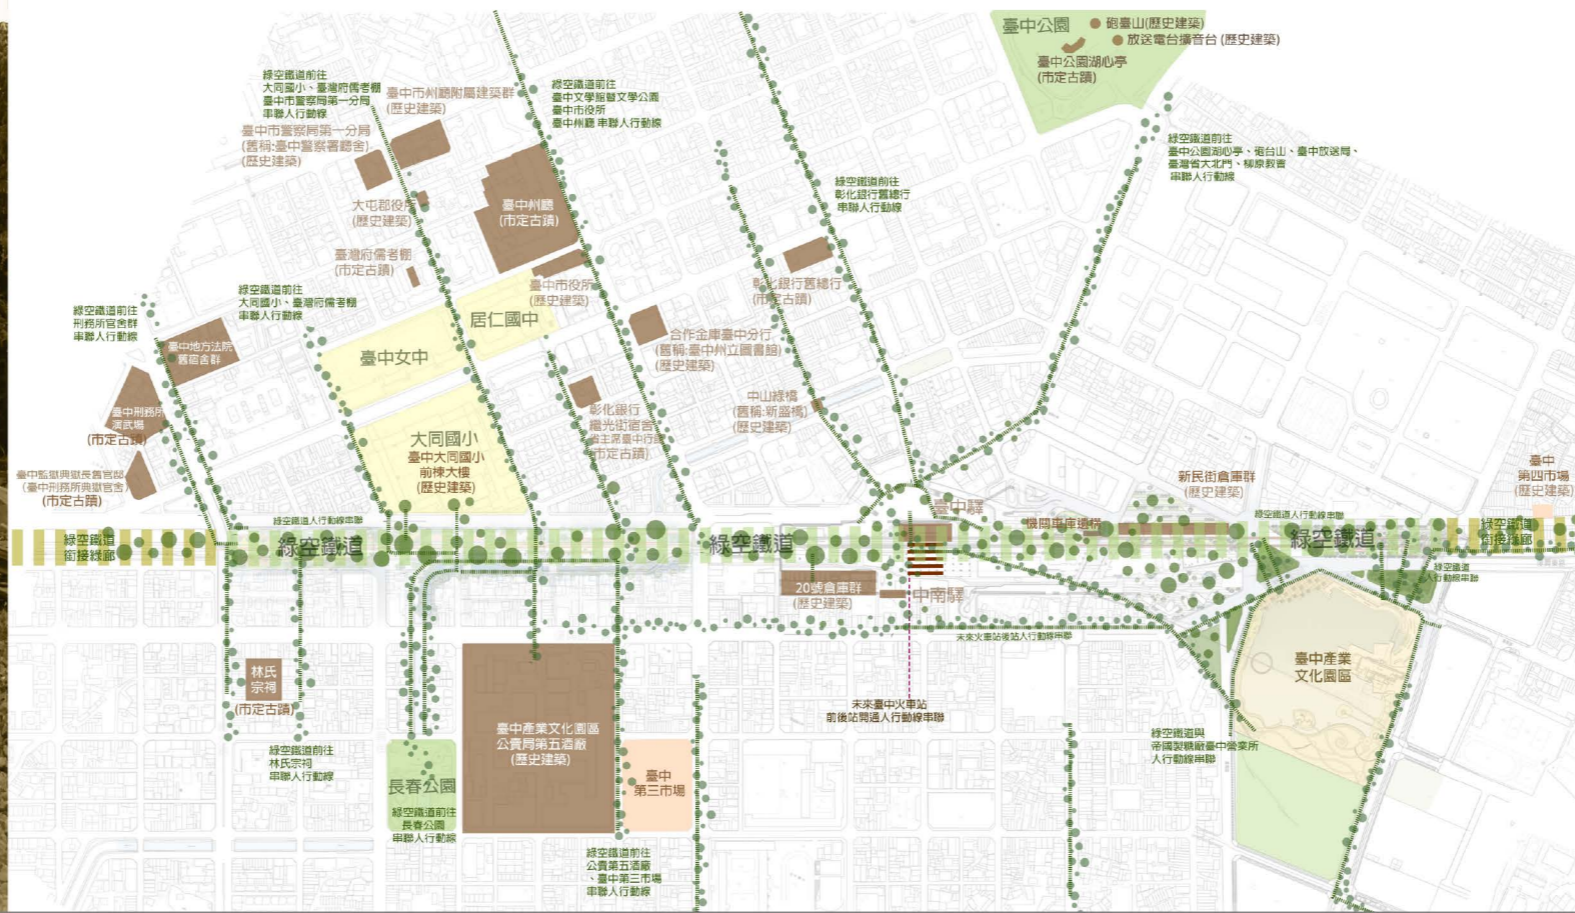 臺中公園
砲臺山(歷史建築)
放送電台擴音台(歷史建築)
臺中公園湖心亭
(市定古蹟)
綠空鐵道前往
大同國小、臺灣府儒考棚
臺中市警察局第一分局
串聯人行動線
臺中市州廳附屬建築群
(歷史建築)
綠空鐵道前往
臺中文學館暨文學公園
臺中市役所
臺中州廳 串聯人行動線
臺中市警察局第一分局
(舊稱:臺中警察署廳舍)
(歷史建築)
綠空鐵道前往
臺中公園湖心亭、砲台山、臺中放送局、
臺灣省大北門、柳原教會
串聯人行動線
綠空鐵道前往
彰化銀行舊總行
串聯人行動線
大屯郡役所
(歷史建築)
臺中州廳
(市定古蹟)
臺灣府儒考棚
(市定古蹟)
臺中市役所
(歷史建築)
彰化銀行舊總行
(市定古蹟)
綠空鐵道前往
大同國小、臺灣府儒考棚
串聯人行動線
綠空鐵道前往
刑務所官舍群
串聯人行動線
居仁國中
臺中女中
臺中地方法院
舊宿舍群
合作金庫臺中分行
(舊稱:臺中州立圖書館)
(歷史建築)
中山綠橋
(舊稱:新盛橋)
(歷史建築)
臺中刑務所
演武場
(市定古蹟)
彰化銀行
繼光街宿舍
省主席臺中行館
(市定古蹟)
大同國小
臺中大同國小
前棟大樓
(歷史建築)
臺中監獄典獄長舊官邸
(臺中刑務所典獄官舍)
(市定古蹟)
新民街倉庫群
(歷史建築)
臺中
第四市場
(歷史建築)
臺中驛
綠空鐵道人行動線串聯
機關車庫遺構
綠空鐵道人行動線串聯
綠空鐵道
銜接綠廊
綠空鐵道
綠空鐵道
綠空鐵道
綠空鐵道
銜接綠廊
綠空鐵道
人行動線串聯
20號倉庫群
(歷史建築)
中南驛
未來火車站後站人行動線串聯
林氏
宗祠
(市定古蹟)
臺中產業
文化園區
未來臺中火車站
前後站開通人行動線串聯
臺中產業文化園區
公賣局第五酒廠
(歷史建築)
綠空鐵道前往
林氏宗祠
串聯人行動線
綠空鐵道與
帝國製糖廠臺中營業所
人行動線串聯
臺中
第三市場
長春公園
綠空鐵道前往
長春公園
串聯人行動線
綠空鐵道前往
公賣第五酒廠
、臺中第三市場
串聯人行動線